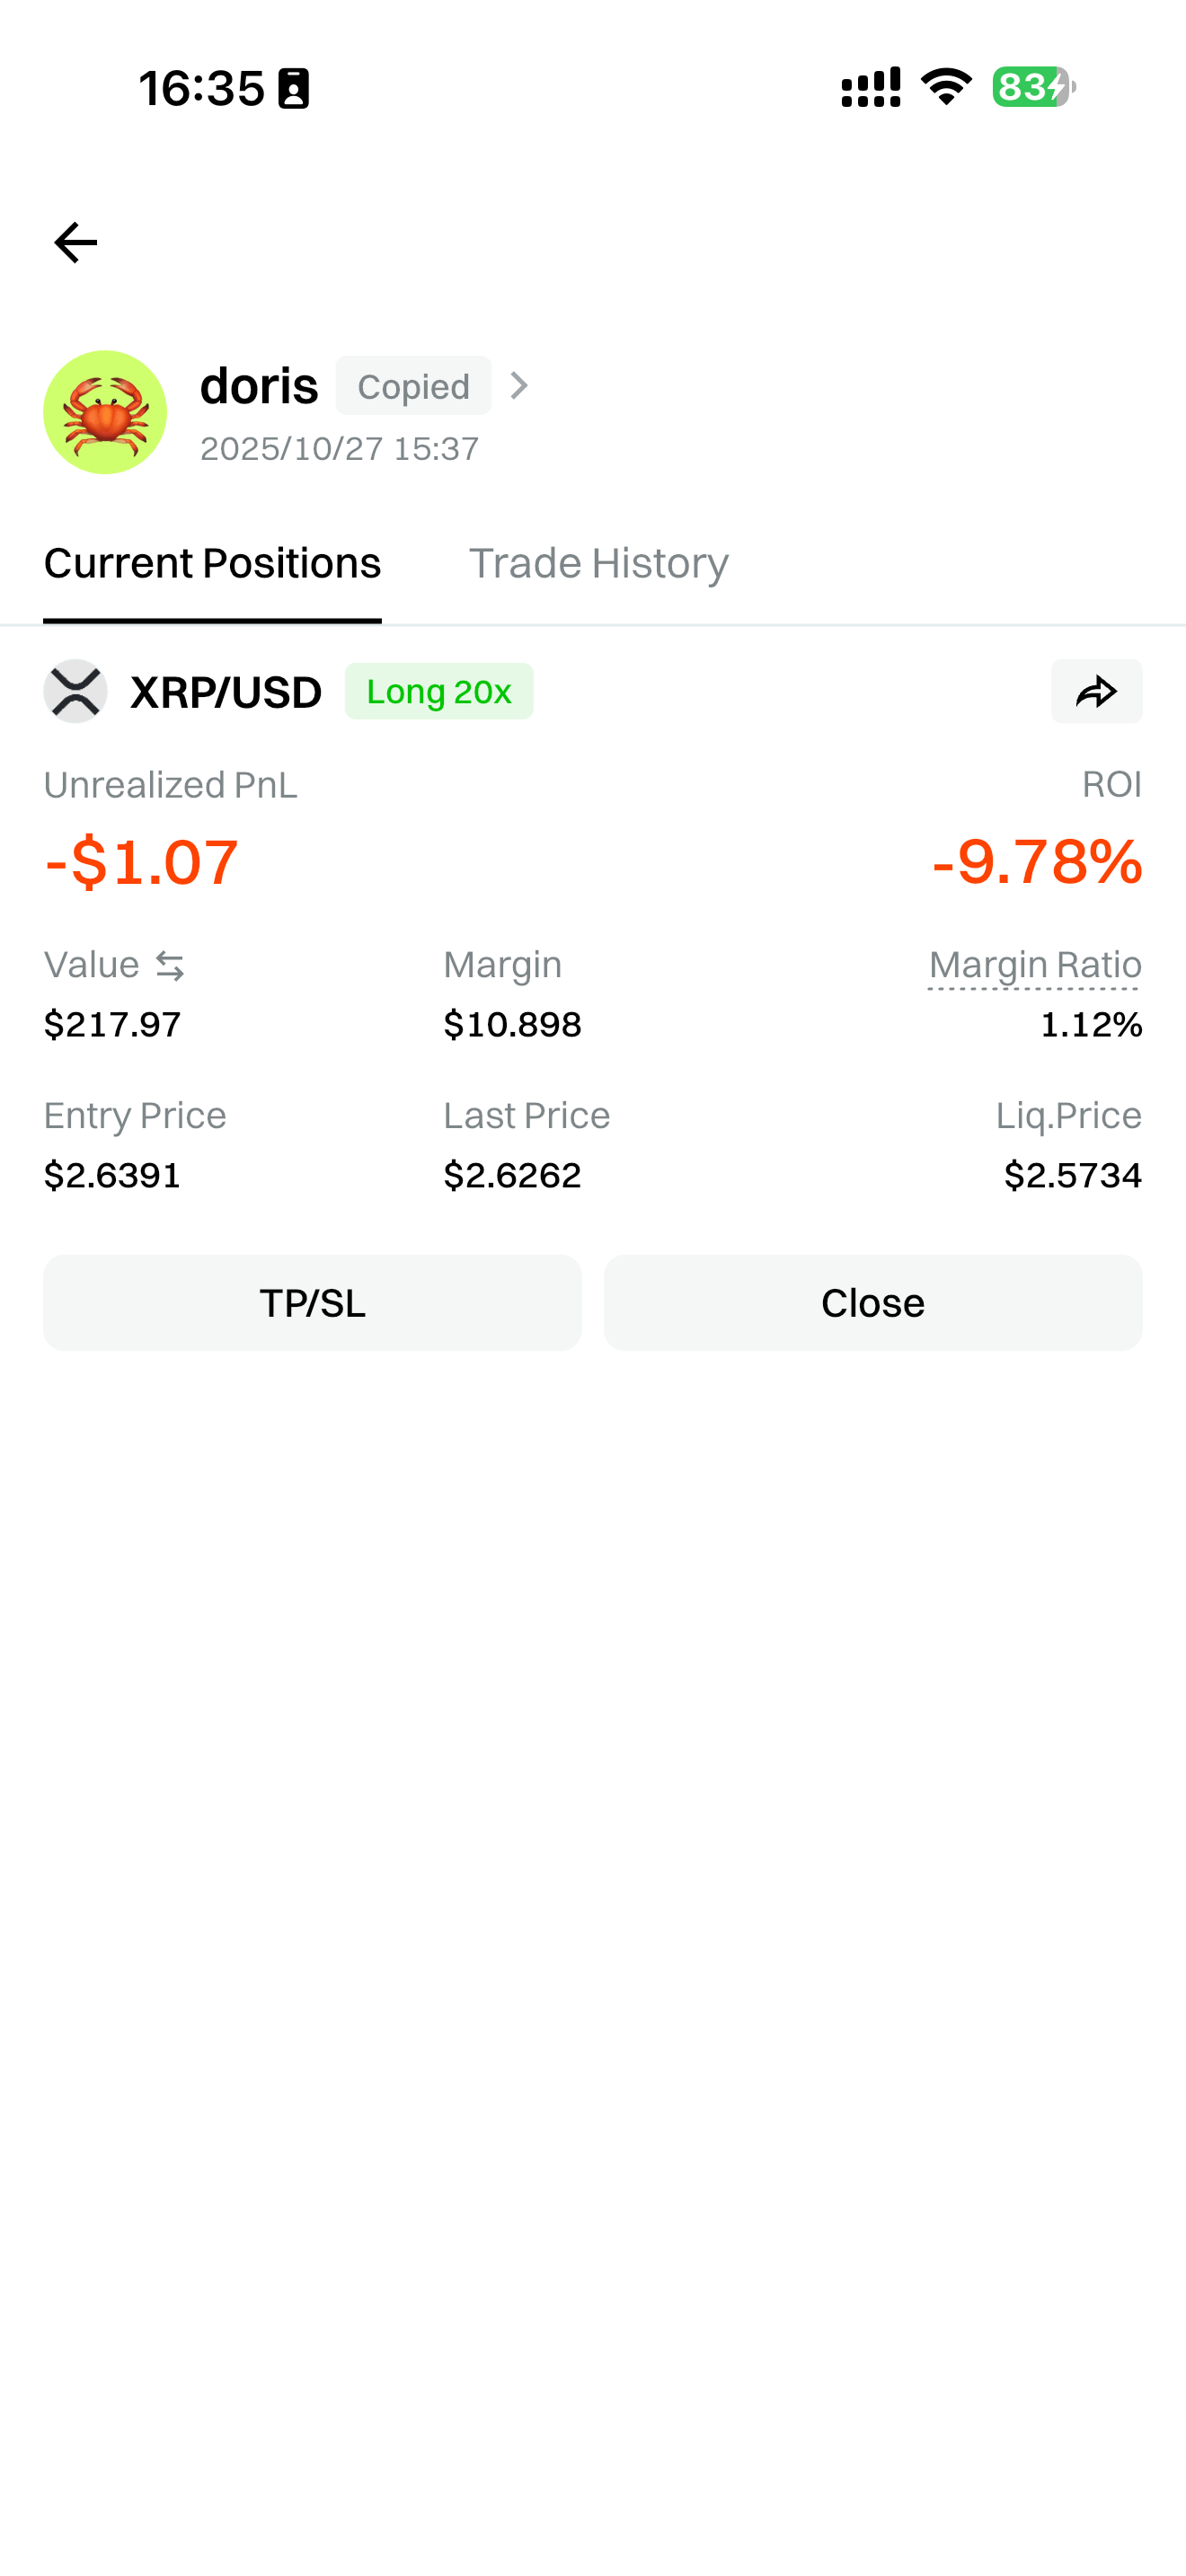 16:35 83
doris Copied
2025/10/27 15:37
Current Positions Trade History
XRP/USD Long 20x
Unrealized PnL ROI
-$1.07 -9.78%
Value Margin Margin Ratio
$217.97 $10.898 1.12%
Entry Price Last Price Liq.Price
$2.6391 $2.6262 $2.5734
TP/SL Close